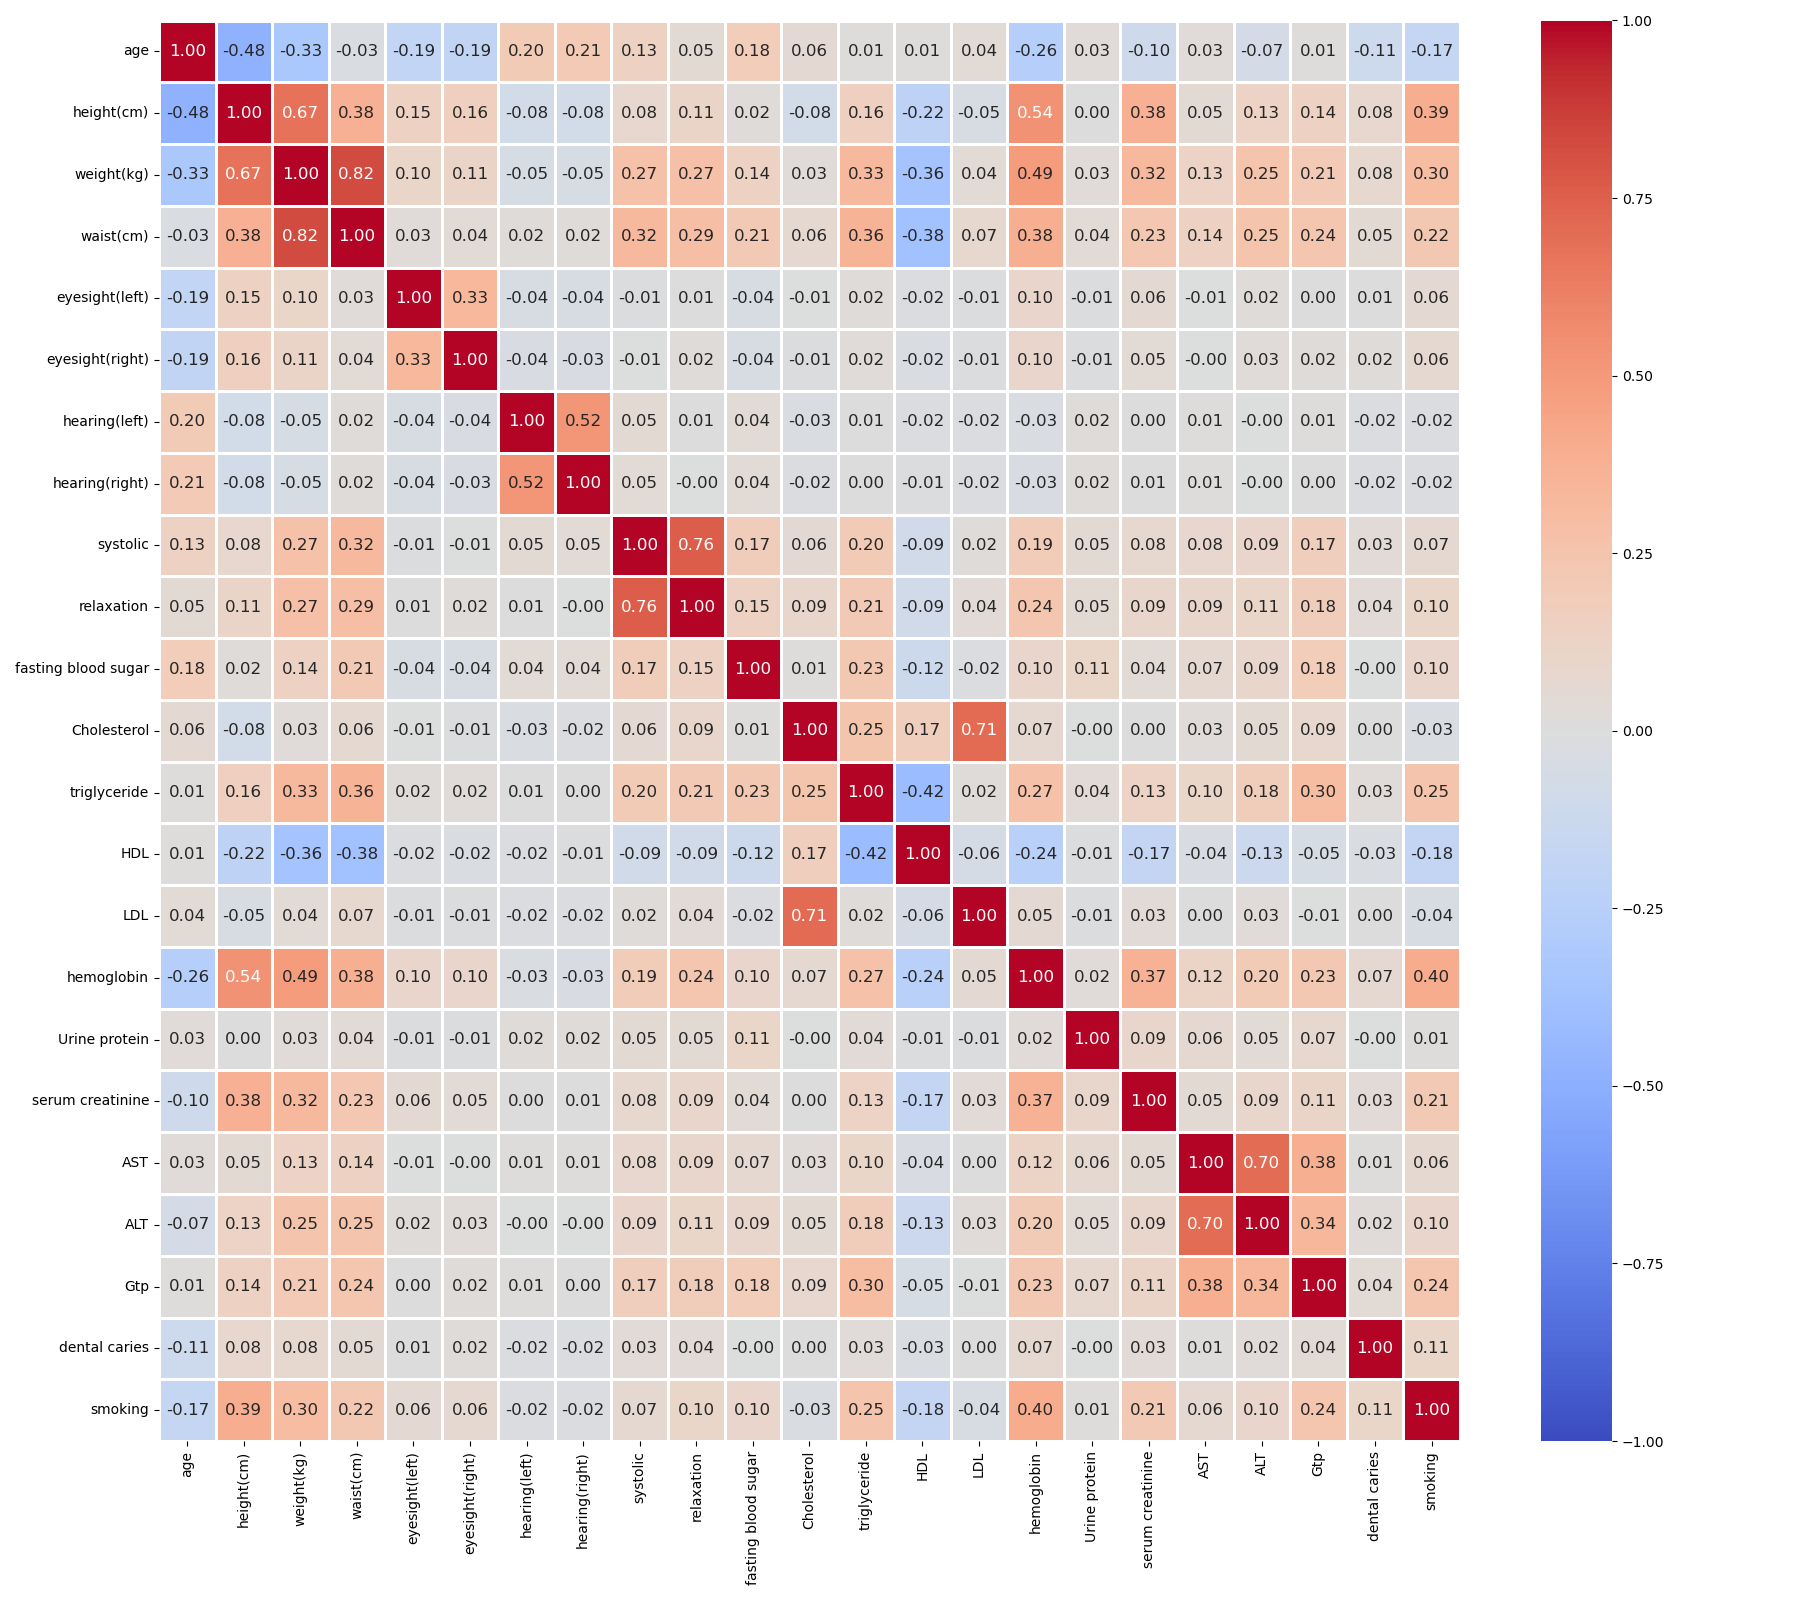 age 1.00 -0.48 -0.33 -0.03 -0.19 -0.19 0.20 0.21 0.13 0.05 0.18 0.06 0.01 0.01 0.04 -0.26 0.03 -0.10 0.03 -0.07 0.01 -0.11 -0.17
height(cm) -0.48 1.00 0.67 0.38 0.15 0.16 -0.08 -0.08 0.08 0.11 0.02 -0.08 0.16 -0.22 -0.05 0.54 0.00 0.38 0.05 0.13 0.14 0.08 0.39
weight(kg) -0.33 0.67 1.00 0.82 0.10 0.11 -0.05 -0.05 0.27 0.27 0.14 0.03 0.33 -0.36 0.04 0.49 0.03 0.32 0.13 0.25 0.21 0.08 0.30
waist(cm) -0.03 0.38 0.82 1.00 0.03 0.04 0.02 0.02 0.32 0.29 0.21 0.06 0.36 -0.38 0.07 0.38 0.04 0.23 0.14 0.25 0.24 0.05 0.22
eyesight(left) -0.19 0.15 0.10 0.03 1.00 0.33 -0.04 -0.04 -0.01 0.01 -0.04 -0.01 0.02 -0.02 -0.01 0.10 -0.01 0.06 -0.01 0.02 0.00 0.01 0.06
eyesight(right) -0.19 0.16 0.11 0.04 0.33 1.00 -0.04 -0.03 -0.01 0.02 -0.04 -0.01 0.02 -0.02 -0.01 0.10 -0.01 0.05 -0.00 0.03 0.02 0.02 0.06
hearing(left) 0.20 -0.08 -0.05 0.02 -0.04 -0.04 1.00 0.52 0.05 0.01 0.04 -0.03 0.01 -0.02 -0.02 -0.03 0.02 0.00 0.01 -0.00 0.01 -0.02 -0.02
hearing(right) 0.21 -0.08 -0.05 0.02 -0.04 -0.03 0.52 1.00 0.05 -0.00 0.04 -0.02 0.00 -0.01 -0.02 -0.03 0.02 0.01 0.01 -0.00 0.00 -0.02 -0.02
systolic 0.13 0.08 0.27 0.32 -0.01 -0.01 0.05 0.05 1.00 0.76 0.17 0.06 0.20 -0.09 0.02 0.19 0.05 0.08 0.08 0.09 0.17 0.03 0.07
relaxation 0.05 0.11 0.27 0.29 0.01 0.02 0.01 -0.00 0.76 1.00 0.15 0.09 0.21 -0.09 0.04 0.24 0.05 0.09 0.09 0.11 0.18 0.04 0.10
fasting blood sugar 0.18 0.02 0.14 0.21 -0.04 -0.04 0.04 0.04 0.17 0.15 1.00 0.01 0.23 -0.12 -0.02 0.10 0.11 0.04 0.07 0.09 0.18 -0.00 0.10
Cholesterol 0.06 -0.08 0.03 0.06 -0.01 -0.01 -0.03 -0.02 0.06 0.09 0.01 1.00 0.25 0.17 0.71 0.07 -0.00 0.00 0.03 0.05 0.09 0.00 -0.03
triglyceride 0.01 0.16 0.33 0.36 0.02 0.02 0.01 0.00 0.20 0.21 0.23 0.25 1.00 -0.42 0.02 0.27 0.04 0.13 0.10 0.18 0.30 0.03 0.25
HDL 0.01 -0.22 -0.36 -0.38 -0.02 -0.02 -0.02 -0.01 -0.09 -0.09 -0.12 0.17 -0.42 1.00 -0.06 -0.24 -0.01 -0.17 -0.04 -0.13 -0.05 -0.03 -0.18
LDL 0.04 -0.05 0.04 0.07 -0.01 -0.01 -0.02 -0.02 0.02 0.04 -0.02 0.71 0.02 -0.06 1.00 0.05 -0.01 0.03 0.00 0.03 -0.01 0.00 -0.04
hemoglobin -0.26 0.54 0.49 0.38 0.10 0.10 -0.03 -0.03 0.19 0.24 0.10 0.07 0.27 -0.24 0.05 1.00 0.02 0.37 0.12 0.20 0.23 0.07 0.40
Urine protein 0.03 0.00 0.03 0.04 -0.01 -0.01 0.02 0.02 0.05 0.05 0.11 -0.00 0.04 -0.01 -0.01 0.02 1.00 0.09 0.06 0.05 0.07 -0.00 0.01
serum creatinine -0.10 0.38 0.32 0.23 0.06 0.05 0.00 0.01 0.08 0.09 0.04 0.00 0.13 -0.17 0.03 0.37 0.09 1.00 0.05 0.09 0.11 0.03 0.21
AST 0.03 0.05 0.13 0.14 -0.01 -0.00 0.01 0.01 0.08 0.09 0.07 0.03 0.10 -0.04 0.00 0.12 0.06 0.05 1.00 0.70 0.38 0.01 0.06
ALT -0.07 0.13 0.25 0.25 0.02 0.03 -0.00 -0.00 0.09 0.11 0.09 0.05 0.18 -0.13 0.03 0.20 0.05 0.09 0.70 1.00 0.34 0.02 0.10
Gtp 0.01 0.14 0.21 0.24 0.00 0.02 0.01 0.00 0.17 0.18 0.18 0.09 0.30 -0.05 -0.01 0.23 0.07 0.11 0.38 0.34 1.00 0.04 0.24
dental caries -0.11 0.08 0.08 0.05 0.01 0.02 -0.02 -0.02 0.03 0.04 -0.00 0.00 0.03 -0.03 0.00 0.07 -0.00 0.03 0.01 0.02 0.04 1.00 0.11
smoking -0.17 0.39 0.30 0.22 0.06 0.06 -0.02 -0.02 0.07 0.10 0.10 -0.03 0.25 -0.18 -0.04 0.40 0.01 0.21 0.06 0.10 0.24 0.11 1.00
age
height(cm)
weight(kg)
waist(cm)
eyesight(left)
eyesight(right)
hearing(left)
hearing(right)
systolic
relaxation
fasting blood sugar
Cholesterol
triglyceride
HDL
LDL
hemoglobin
Urine protein
serum creatinine
AST
ALT
Gtp
dental caries
smoking
1.00
0.75
0.50
0.25
0.00
−0.25
−0.50
−0.75
−1.00